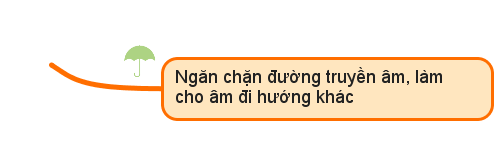 Ngăn chặn đường truyền âm, làm
cho âm đi hướng khác